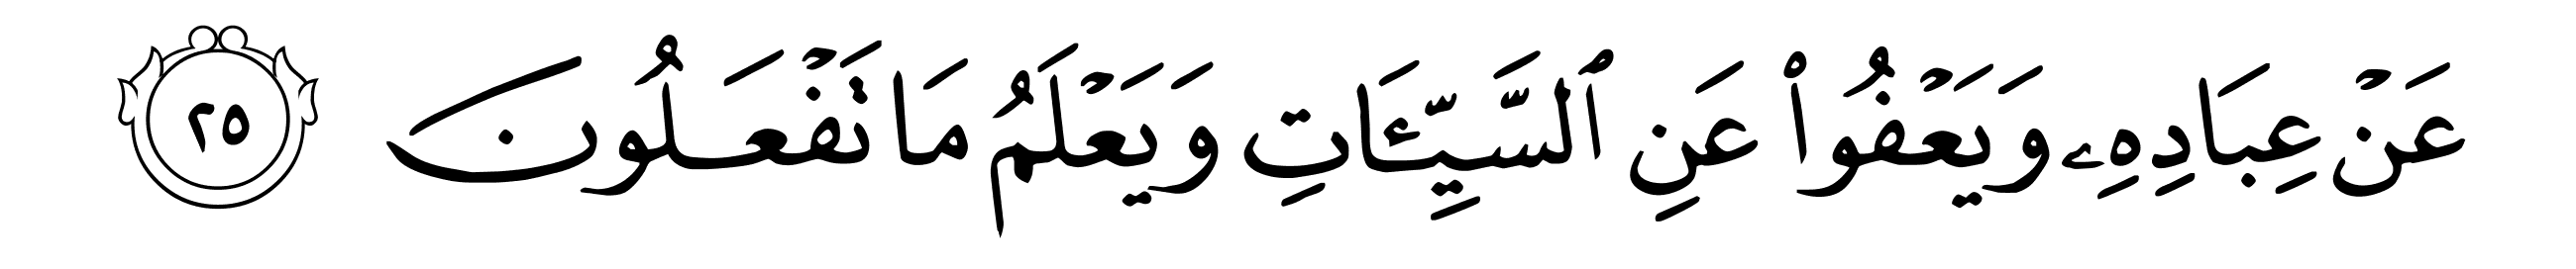 عَنْ عِبَادِهِۦ وَيَعْفُوا۟ عَنِ ٱلسَّيِّـَٔاتِ وَيَعْلَمُ مَا تَفْعَلُونَ ٢٥